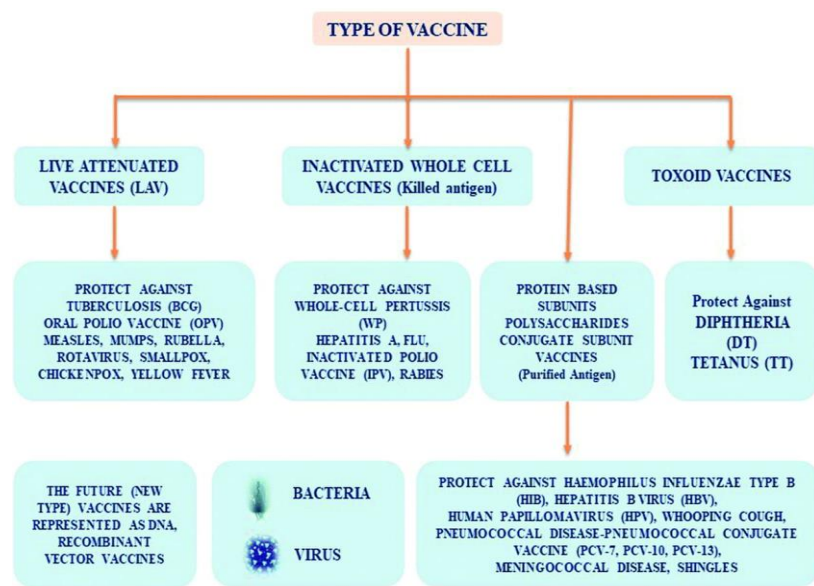 TYPE OF VACCINE
LIVE ATTENUATED
VACCINES (LAV)
INACTIVATED WHOLE CELL
VACCINES (Killed antigen)
TOXOID VACCINES
PROTECT AGAINST
TUBERCULOSIS (BCG)
ORAL POLIO VACCINE (OPV)
MEASLES, MUMPS, RUBELLA,
ROTAVIRUS, SMALLPOX,
CHICKENPOX, YELLOW FEVER
PROTECT AGAINST
WHOLE-CELL PERTUSSIS
(WP)
HEPATITIS A, FLU,
INACTIVATED POLIO
VACCINE (IPV), RABIES
PROTEIN BASED
SUBUNITS
POLYSACCHARIDES
CONJUGATE SUBUNIT
VACCINES
(Purified Antigen)
Protect Against
DIPHTHERIA
(DT)
TETANUS (TT)
THE FUTURE (NEW
TYPE) VACCINES ARE
REPRESENTED AS DNA,
RECOMBINANT
VECTOR VACCINES
BACTERIA
VIRUS
PROTECT AGAINST HAEMOPHILUS INFLUENZAE TYPE B
(HIB), HEPATITIS B VIRUS (HBV),
HUMAN PAPILLOMAVIRUS (HPV), WHOOPING COUGH,
PNEUMOCOCCAL DISEASE-PNEUMOCOCCAL CONJUGATE
VACCINE (PCV-7, PCV-10, PCV-13),
MENINGOCOCCAL DISEASE, SHINGLES